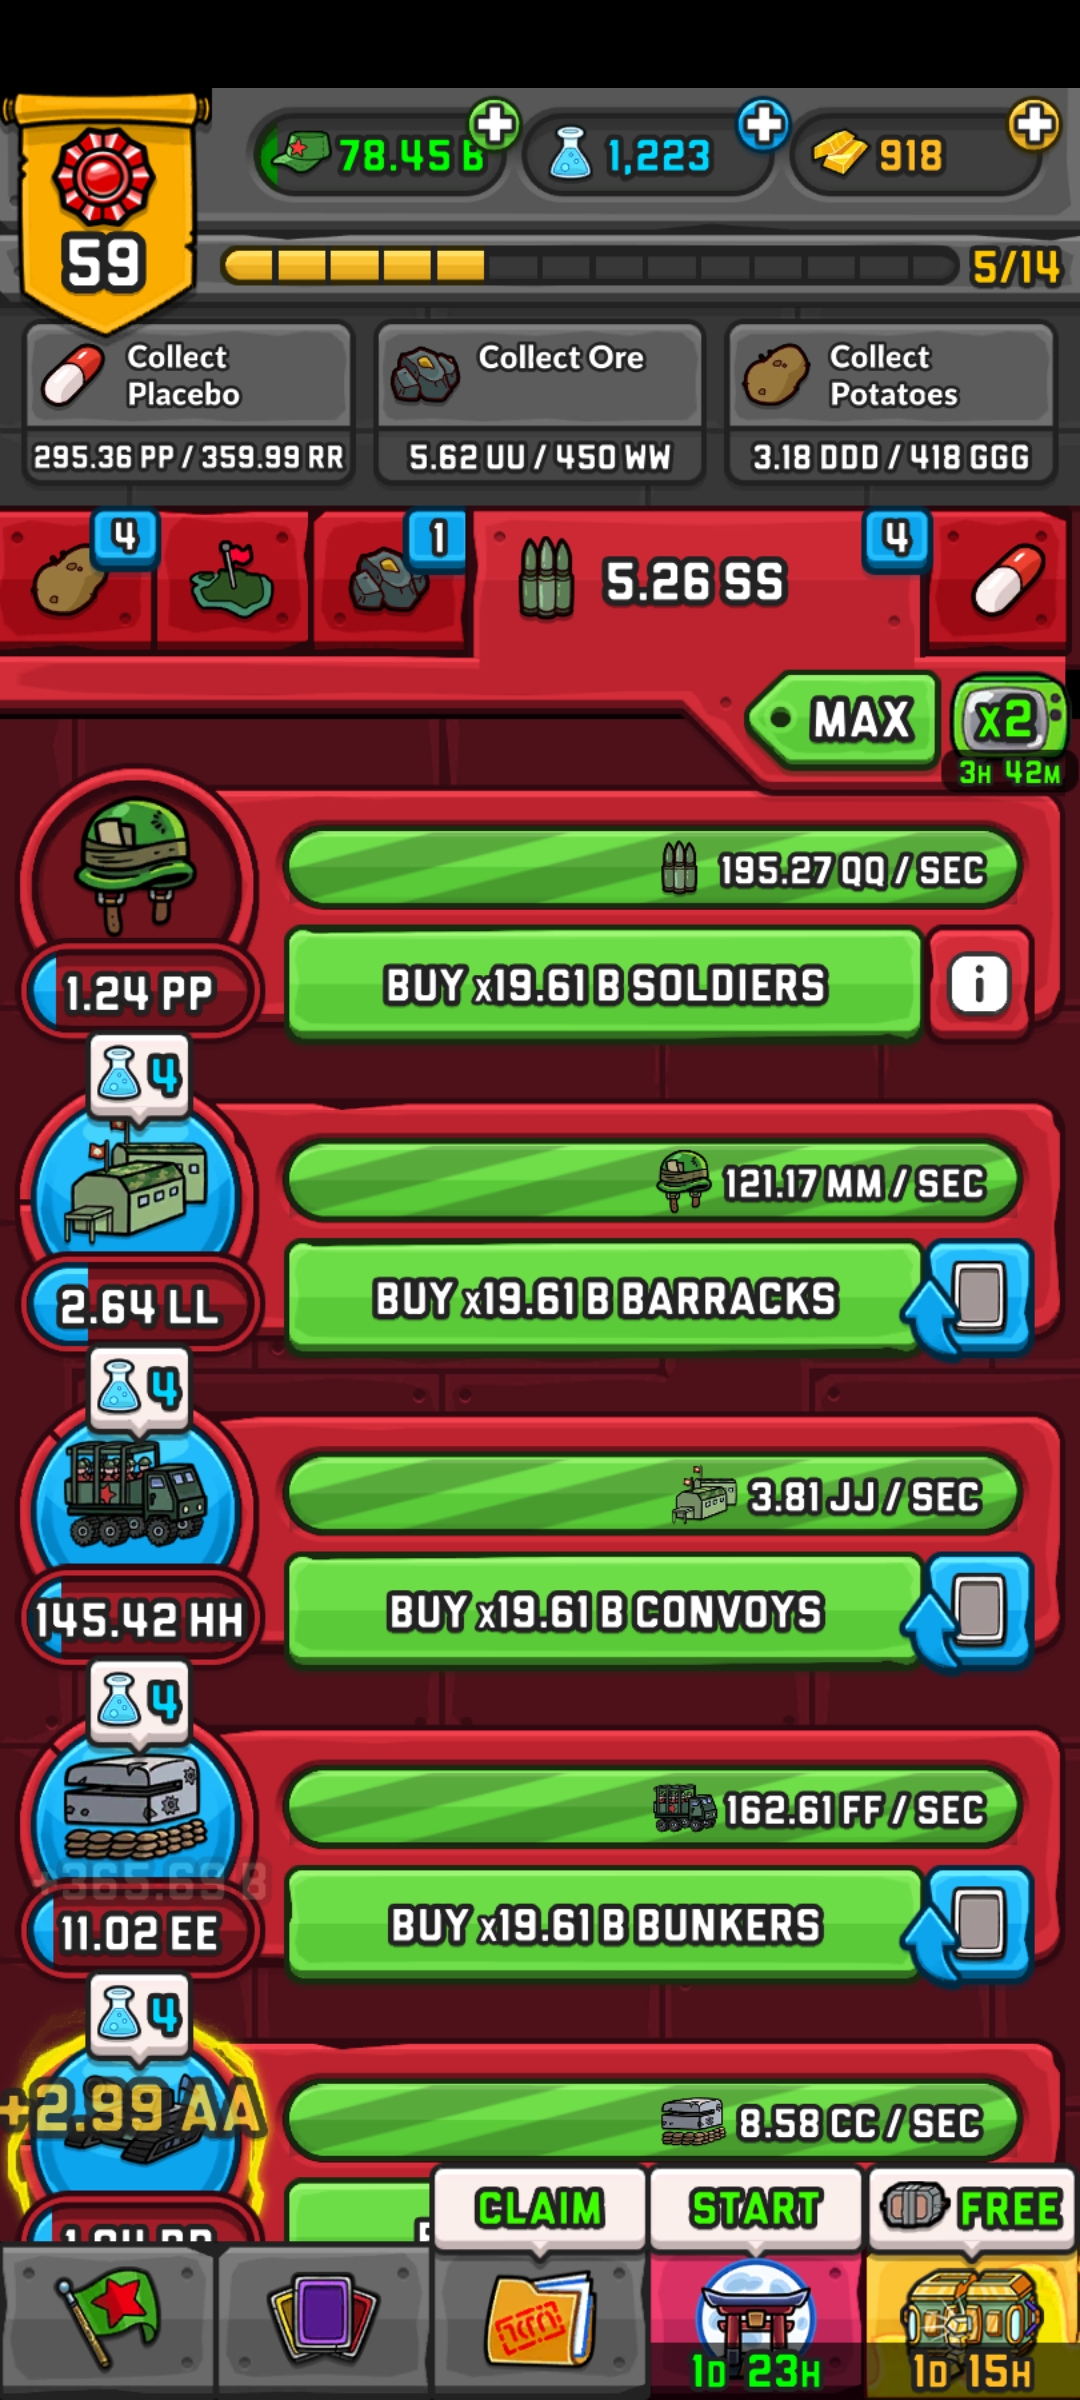 59
78.45 B
1,223
918
5/14
Collect Placebo
295.36 PP / 359.99 RR
Collect Ore
5.62 UU / 450 WW
Collect Potatoes
3.18 DDD / 418 GGG
4
1
5.26 SS
4
MAX
x2
3H 42M
195.27 QQ / SEC
1.24 PP
BUY x19.61 B SOLDIERS
i
4
121.17 MM / SEC
2.64 LL
BUY x19.61 B BARRACKS
4
3.81 JJ / SEC
145.42 HH
BUY x19.61 B CONVOYS
4
162.61 FF / SEC
+365.69 B
11.02 EE
BUY x19.61 B BUNKERS
4
+2.99 AA
8.58 CC / SEC
CLAIM
START
FREE
1D 23H
1D 15H